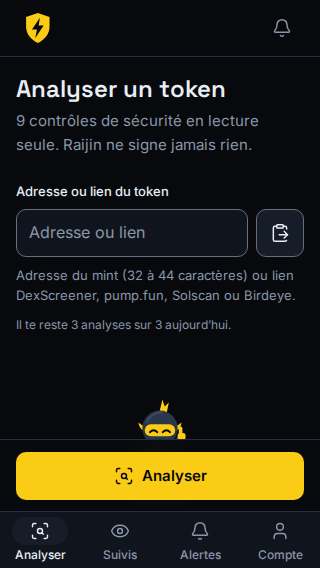 Analyser un token
9 contrôles de sécurité en lecture
seule. Raijin ne signe jamais rien.
Adresse ou lien du token
Adresse ou lien
Adresse du mint (32 à 44 caractères) ou lien
DexScreener, pump.fun, Solscan ou Birdeye.
Il te reste 3 analyses sur 3 aujourd'hui.
Analyser
Analyser
Suivis
Alertes
Compte